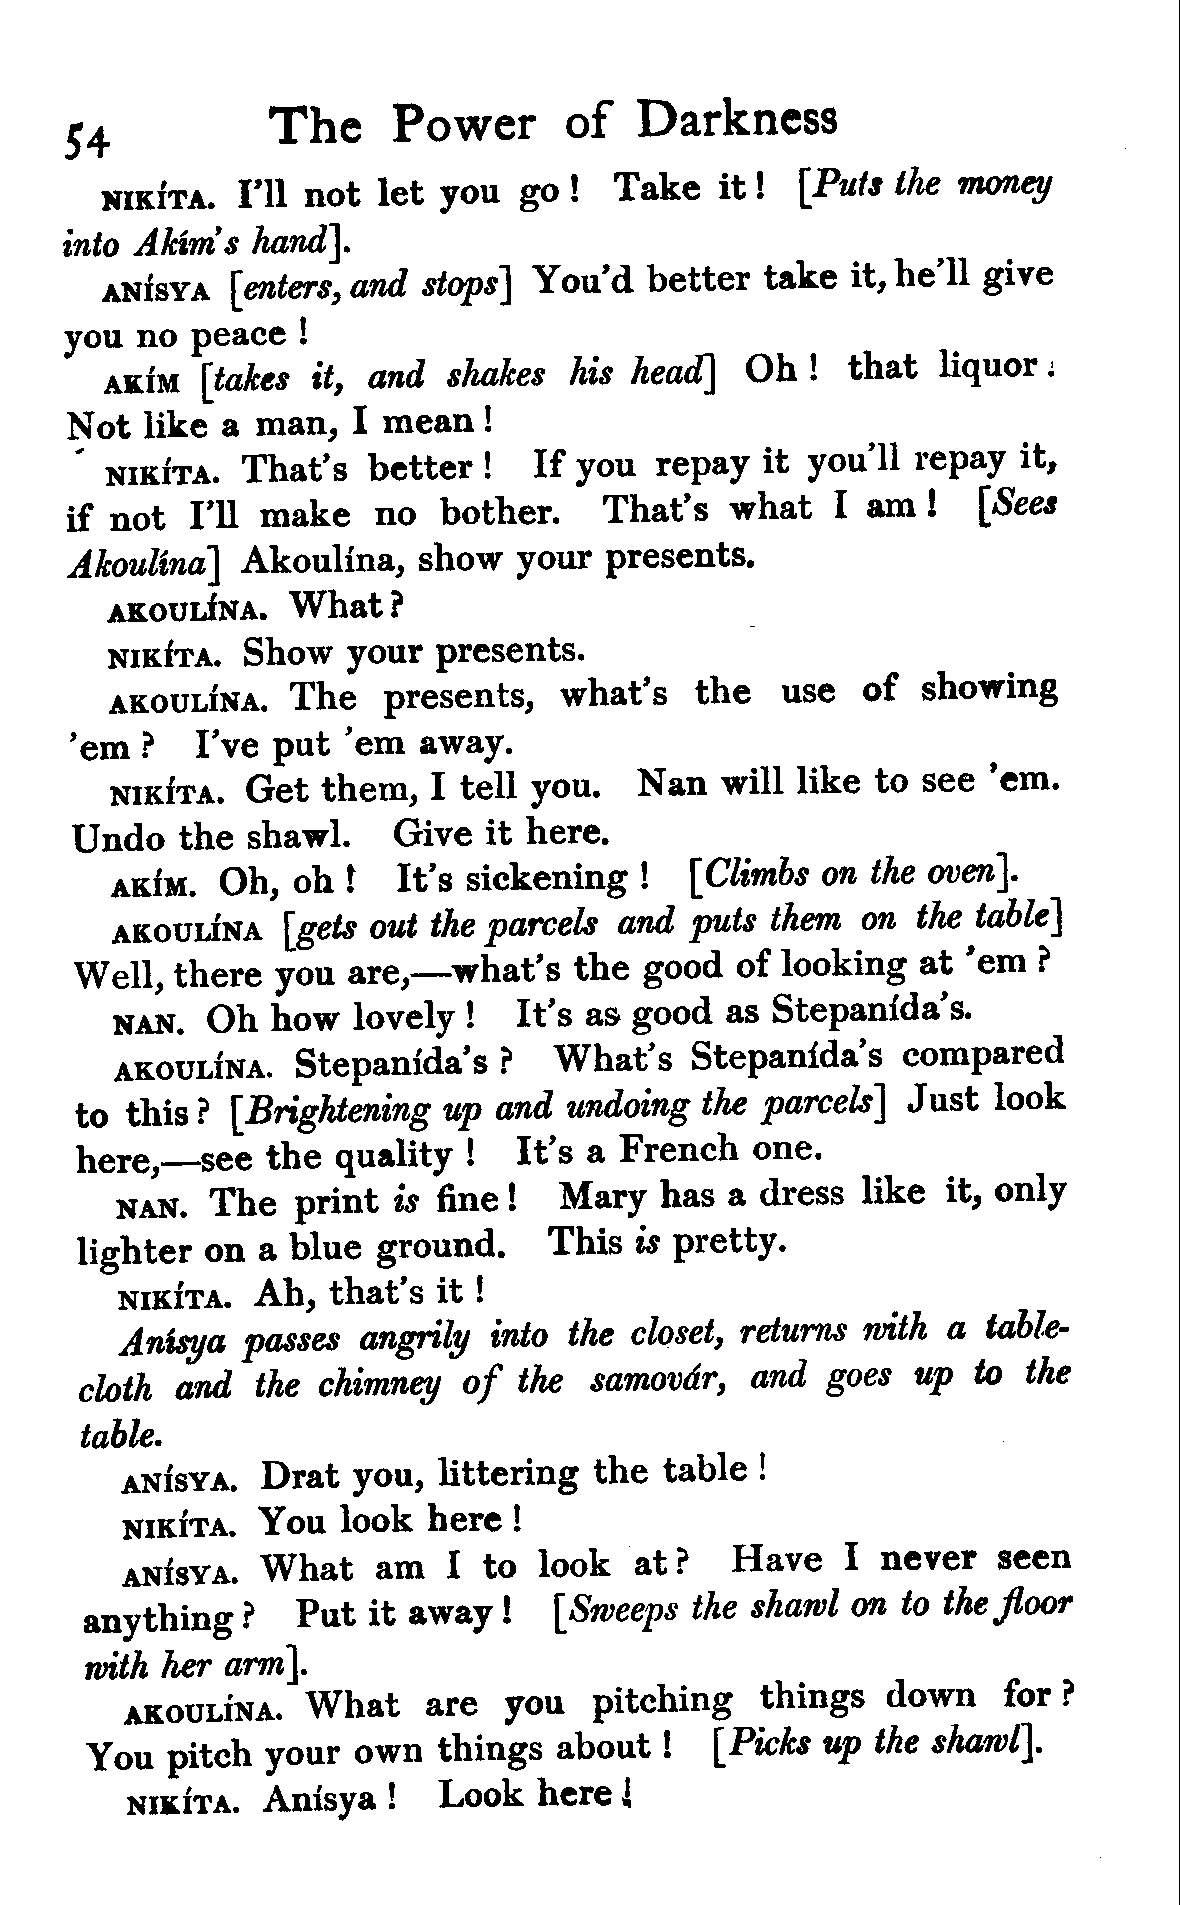 54 The Power of Darkness
NIKÍTA. I'll not let you go! Take it! [Puts the money
into Akím's hand].
ANÍSYA [enters, and stops] You'd better take it, he'll give
you no peace!
AKÍM [takes it, and shakes his head] Oh! that liquor.
Not like a man, I mean!
NIKÍTA. That's better! If you repay it you'll repay it,
if not I'll make no bother. That's what I am! [Sees
Akoulína] Akoulína, show your presents.
AKOULÍNA. What?
NIKÍTA. Show your presents.
AKOULÍNA. The presents, what's the use of showing
'em? I've put 'em away.
NIKÍTA. Get them, I tell you. Nan will like to see 'em.
Undo the shawl. Give it here.
AKÍM. Oh, oh! It's sickening! [Climbs on the oven].
AKOULÍNA [gets out the parcels and puts them on the table]
Well, there you are,—what's the good of looking at 'em?
NAN. Oh how lovely! It's as good as Stepanída's.
AKOULÍNA. Stepanída's? What's Stepanída's compared
to this? [Brightening up and undoing the parcels] Just look
here,—see the quality! It's a French one.
NAN. The print is fine! Mary has a dress like it, only
lighter on a blue ground. This is pretty.
NIKÍTA. Ah, that's it!
Anísya passes angrily into the closet, returns with a table-
cloth and the chimney of the samovár, and goes up to the
table.
ANÍSYA. Drat you, littering the table!
NIKÍTA. You look here!
ANÍSYA. What am I to look at? Have I never seen
anything? Put it away! [Sweeps the shawl on to the floor
with her arm].
AKOULÍNA. What are you pitching things down for?
You pitch your own things about! [Picks up the shawl].
NIKÍTA. Anísya! Look here!